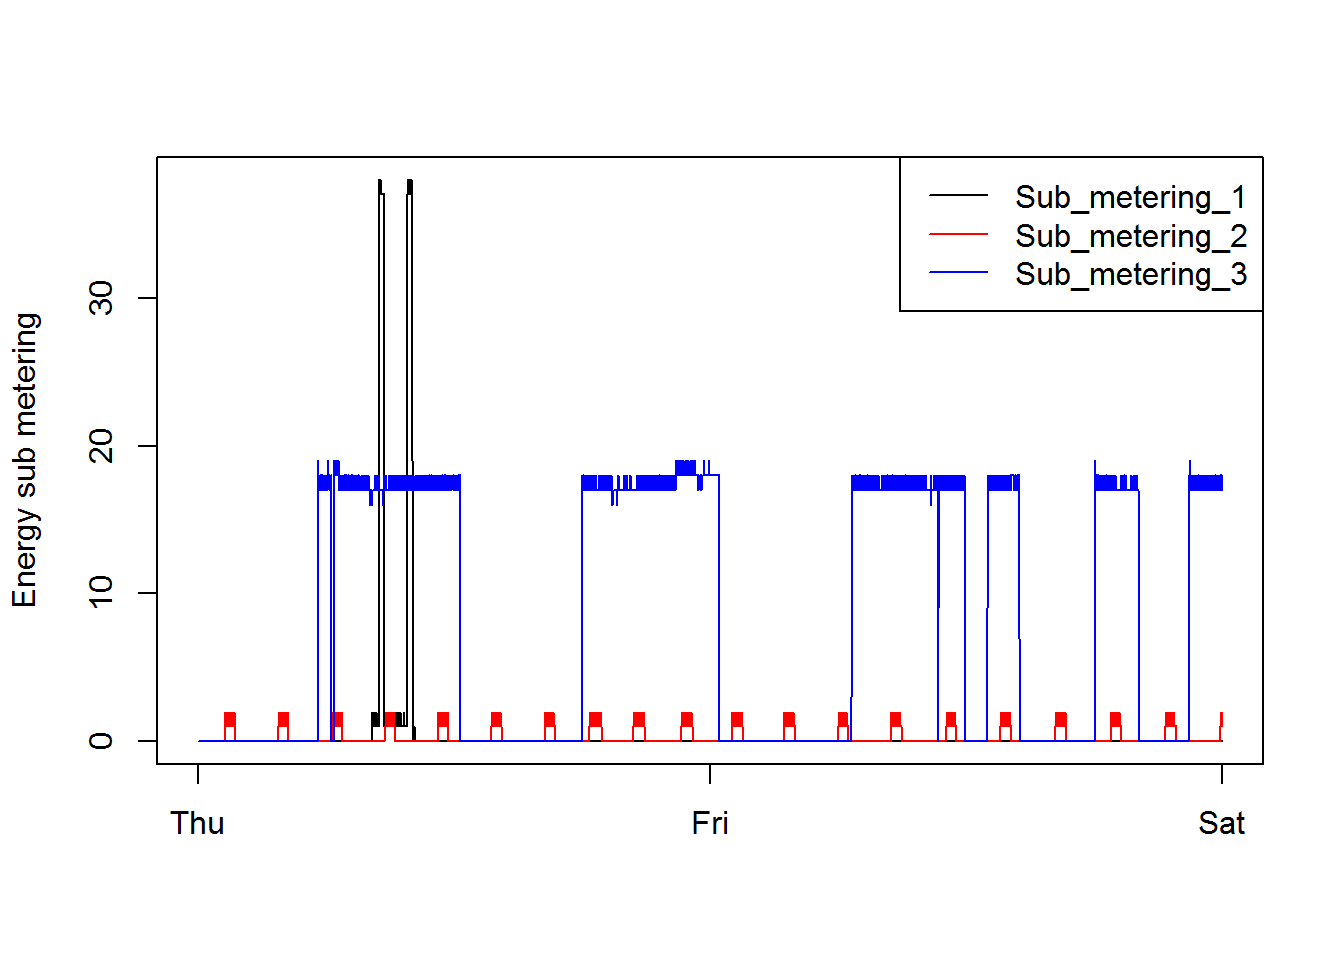 Sub_metering_1
Sub_metering_2
Sub_metering_3
Energy sub metering
30
20
10
0
Thu Fri Sat